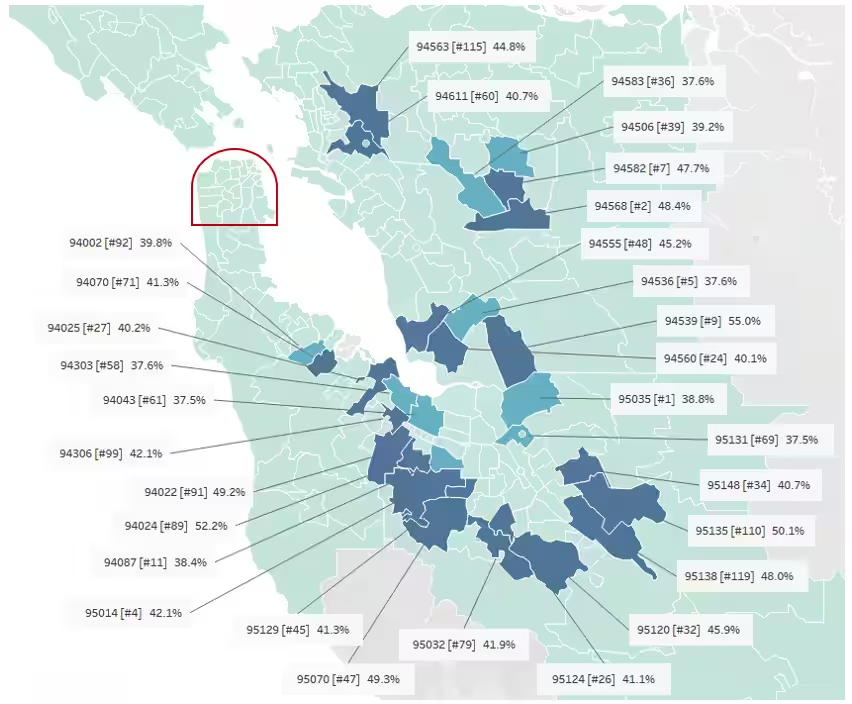 94563 [#115] 44.8%
94611 [#60] 40.7%
94583 [#36] 37.6%
94506 [#39] 39.2%
94582 [#7] 47.7%
94568 [#2] 48.4%
94555 [#48] 45.2%
94536 [#5] 37.6%
94539 [#9] 55.0%
94560 [#24] 40.1%
95035 [#1] 38.8%
95131 [#69] 37.5%
95148 [#34] 40.7%
95135 [#110] 50.1%
95138 [#119] 48.0%
95120 [#32] 45.9%
95124 [#26] 41.1%
95032 [#79] 41.9%
95070 [#47] 49.3%
95129 [#45] 41.3%
95014 [#4] 42.1%
94087 [#11] 38.4%
94024 [#89] 52.2%
94022 [#91] 49.2%
94306 [#99] 42.1%
94043 [#61] 37.5%
94303 [#58] 37.6%
94025 [#27] 40.2%
94070 [#71] 41.3%
94002 [#92] 39.8%